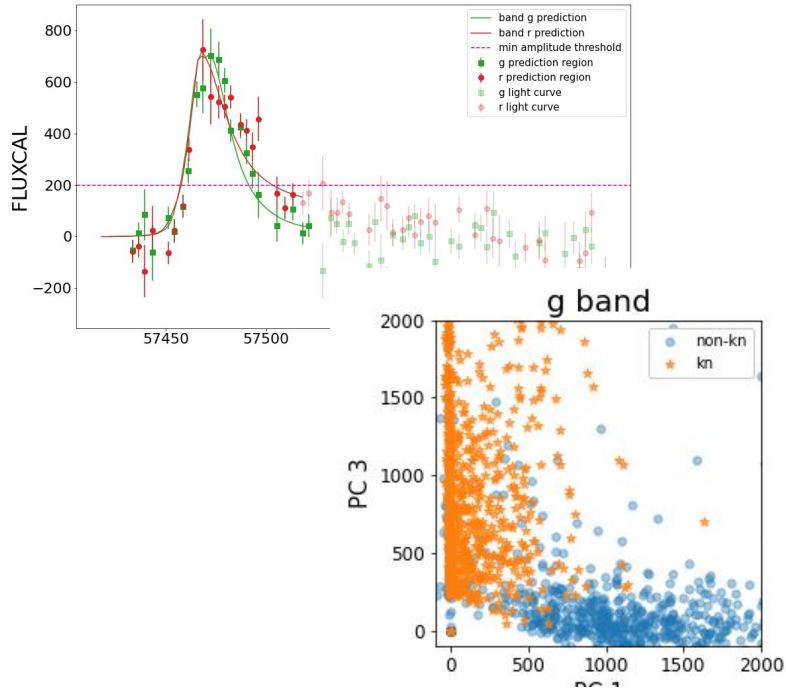 800
600
400
200
0
−200
FLUXCAL
57450
57500
band g prediction
band r prediction
min amplitude threshold
g prediction region
r prediction region
g light curve
r light curve
g band
2000
1500
1000
500
0
PC 3
non-kn
kn
0
500
1000
1500
2000
PC 1